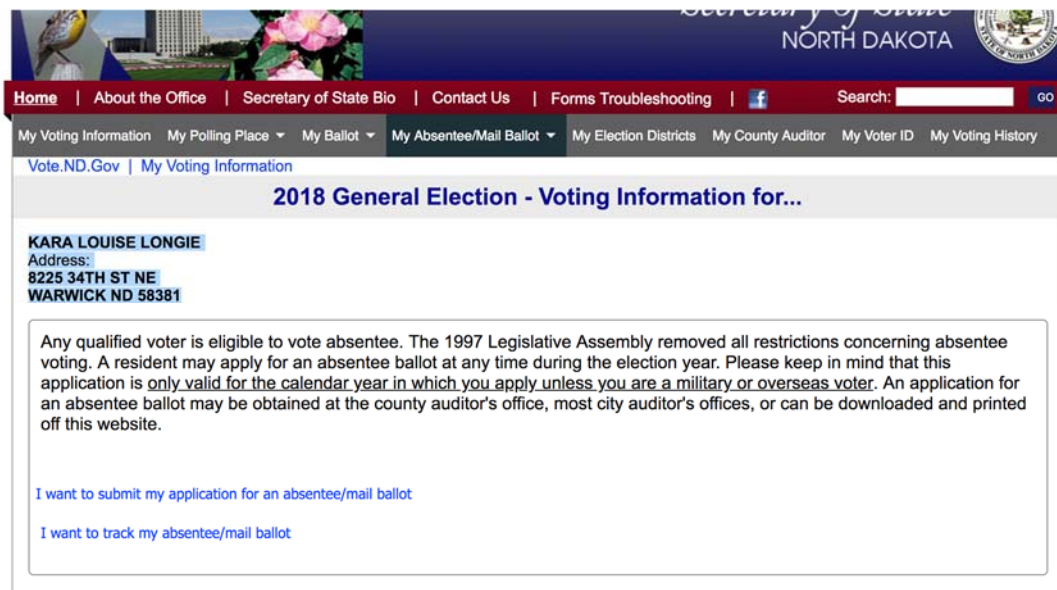 Secretary of State
NORTH DAKOTA
Home | About the Office | Secretary of State Bio | Contact Us | Forms Troubleshooting | f Search: GO
My Voting Information My Polling Place My Ballot My Absentee/Mail Ballot My Election Districts My County Auditor My Voter ID My Voting History
Vote.ND.Gov | My Voting Information
2018 General Election - Voting Information for...
KARA LOUISE LONGIE
Address:
8225 34TH ST NE
WARWICK ND 58381
Any qualified voter is eligible to vote absentee. The 1997 Legislative Assembly removed all restrictions concerning absentee
voting. A resident may apply for an absentee ballot at any time during the election year. Please keep in mind that this
application is only valid for the calendar year in which you apply unless you are a military or overseas voter. An application for
an absentee ballot may be obtained at the county auditor's office, most city auditor's offices, or can be downloaded and printed
off this website.
I want to submit my application for an absentee/mail ballot
I want to track my absentee/mail ballot